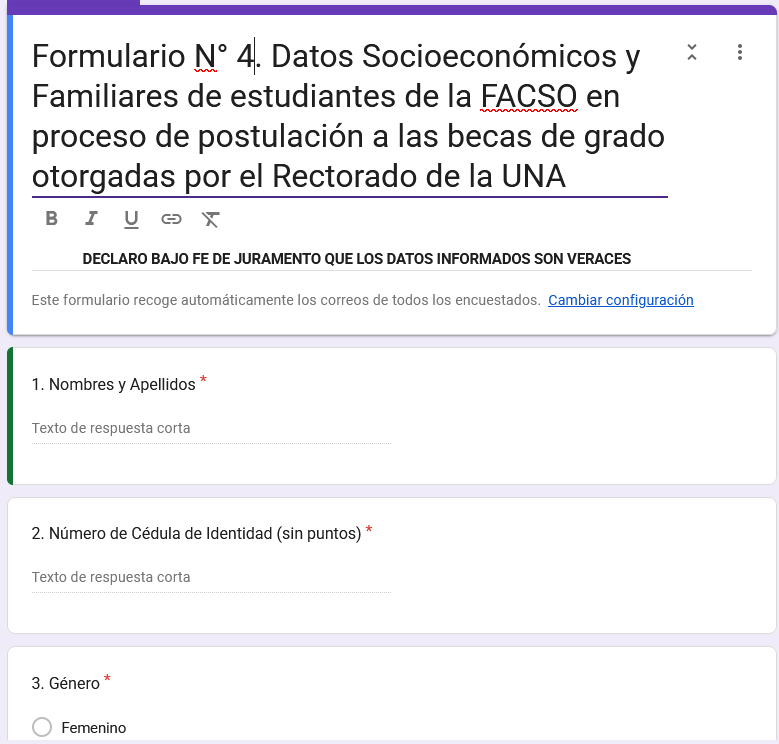 Formulario N° 4. Datos Socioeconómicos y
Familiares de estudiantes de la FACSO en
proceso de postulación a las becas de grado
otorgadas por el Rectorado de la UNA
B I U
DECLARO BAJO FE DE JURAMENTO QUE LOS DATOS INFORMADOS SON VERACES
Este formulario recoge automáticamente los correos de todos los encuestados. Cambiar configuración
1. Nombres y Apellidos *
Texto de respuesta corta
2. Número de Cédula de Identidad (sin puntos) *
Texto de respuesta corta
3. Género *
Femenino